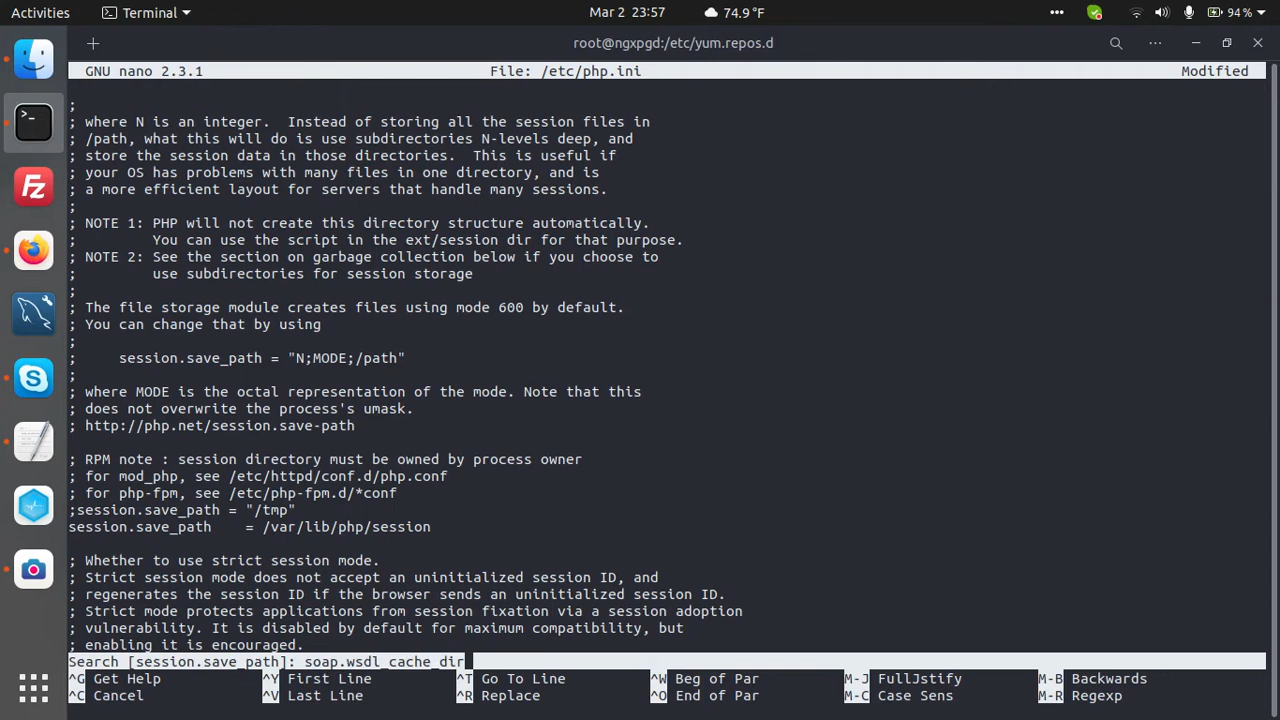 Activities
Terminal
Mar 2 23:57
74.9 °F
94 %
root@ngxpgd:/etc/yum.repos.d
GNU nano 2.3.1 File: /etc/php.ini Modified
;
; where N is an integer.  Instead of storing all the session files in
; /path, what this will do is use subdirectories N-levels deep, and
; store the session data in those directories.  This is useful if
; your OS has problems with many files in one directory, and is
; a more efficient layout for servers that handle many sessions.
;
; NOTE 1: PHP will not create this directory structure automatically.
;         You can use the script in the ext/session dir for that purpose.
; NOTE 2: See the section on garbage collection below if you choose to
;         use subdirectories for session storage
;
; The file storage module creates files using mode 600 by default.
; You can change that by using
;
;     session.save_path = "N;MODE;/path"
;
; where MODE is the octal representation of the mode. Note that this
; does not overwrite the process's umask.
; http://php.net/session.save-path
; RPM note : session directory must be owned by process owner
; for mod_php, see /etc/httpd/conf.d/php.conf
; for php-fpm, see /etc/php-fpm.d/*conf
;session.save_path = "/tmp"
session.save_path    = /var/lib/php/session
; Whether to use strict session mode.
; Strict session mode does not accept an uninitialized session ID, and
; regenerates the session ID if the browser sends an uninitialized session ID.
; Strict mode protects applications from session fixation via a session adoption
; vulnerability. It is disabled by default for maximum compatibility, but
; enabling it is encouraged.
Search [session.save_path]: soap.wsdl_cache_dir
^G Get Help ^Y First Line ^T Go To Line ^W Beg of Par M-J FullJstify M-B Backwards
^C Cancel ^V Last Line ^R Replace ^O End of Par M-C Case Sens M-R Regexp